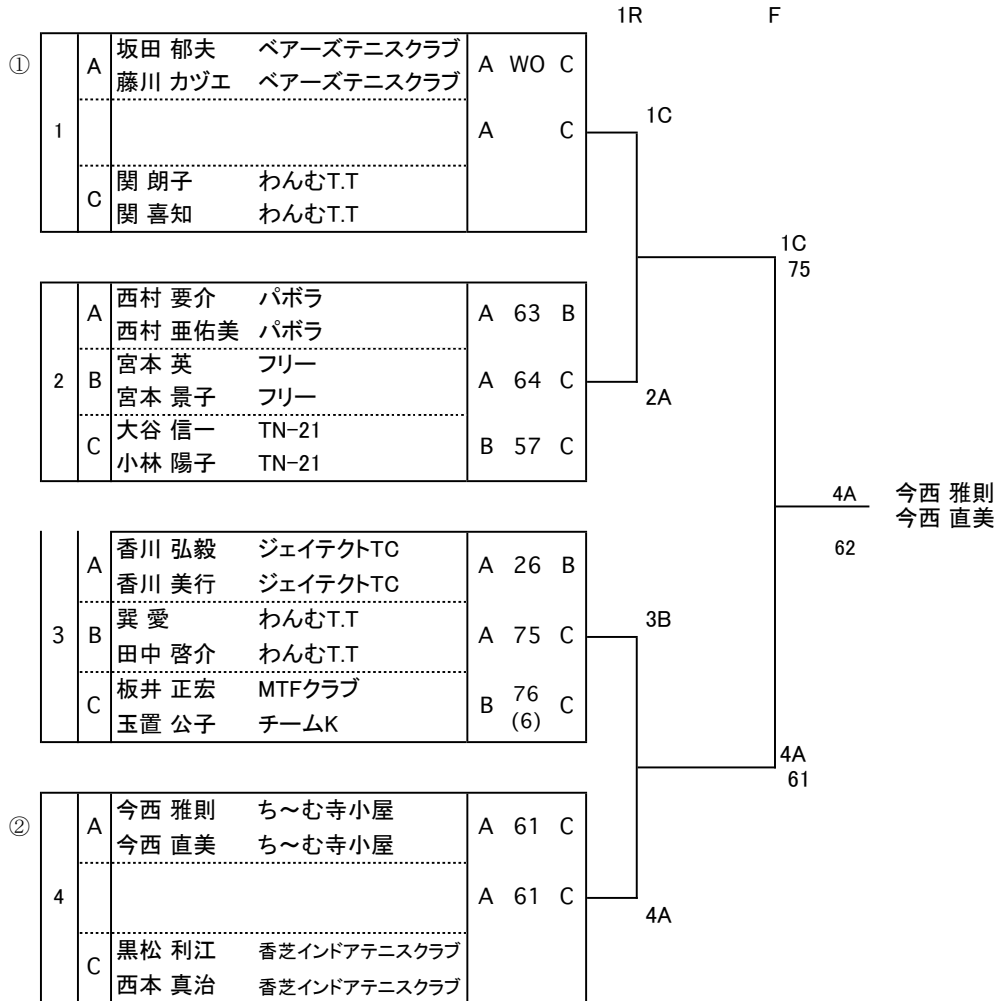 1R F
① 1 A 坂田 郁夫 ベアーズテニスクラブ A WO C
藤川 カヅエ ベアーズテニスクラブ
A C 1C
C 関 朗子 わんむT.T
関 喜知 わんむT.T
1C
75
2 A 西村 要介 パボラ A 63 B
西村 亜佑美 パボラ
B 宮本 英 フリー A 64 C
宮本 景子 フリー
2A
C 大谷 信一 TN-21 B 57 C
小林 陽子 TN-21
4A 今西 雅則
今西 直美
62
3 A 香川 弘毅 ジェイテクトTC A 26 B
香川 美行 ジェイテクトTC
B 巽 愛 わんむT.T A 75 C 3B
田中 啓介 わんむT.T
C 板井 正宏 MTFクラブ B 76 C
玉置 公子 チームK (6)
4A
61
② 4 A 今西 雅則 ち～む寺小屋 A 61 C
今西 直美 ち～む寺小屋
A 61 C
4A
C 黒松 利江 香芝インドアテニスクラブ
西本 真治 香芝インドアテニスクラブ